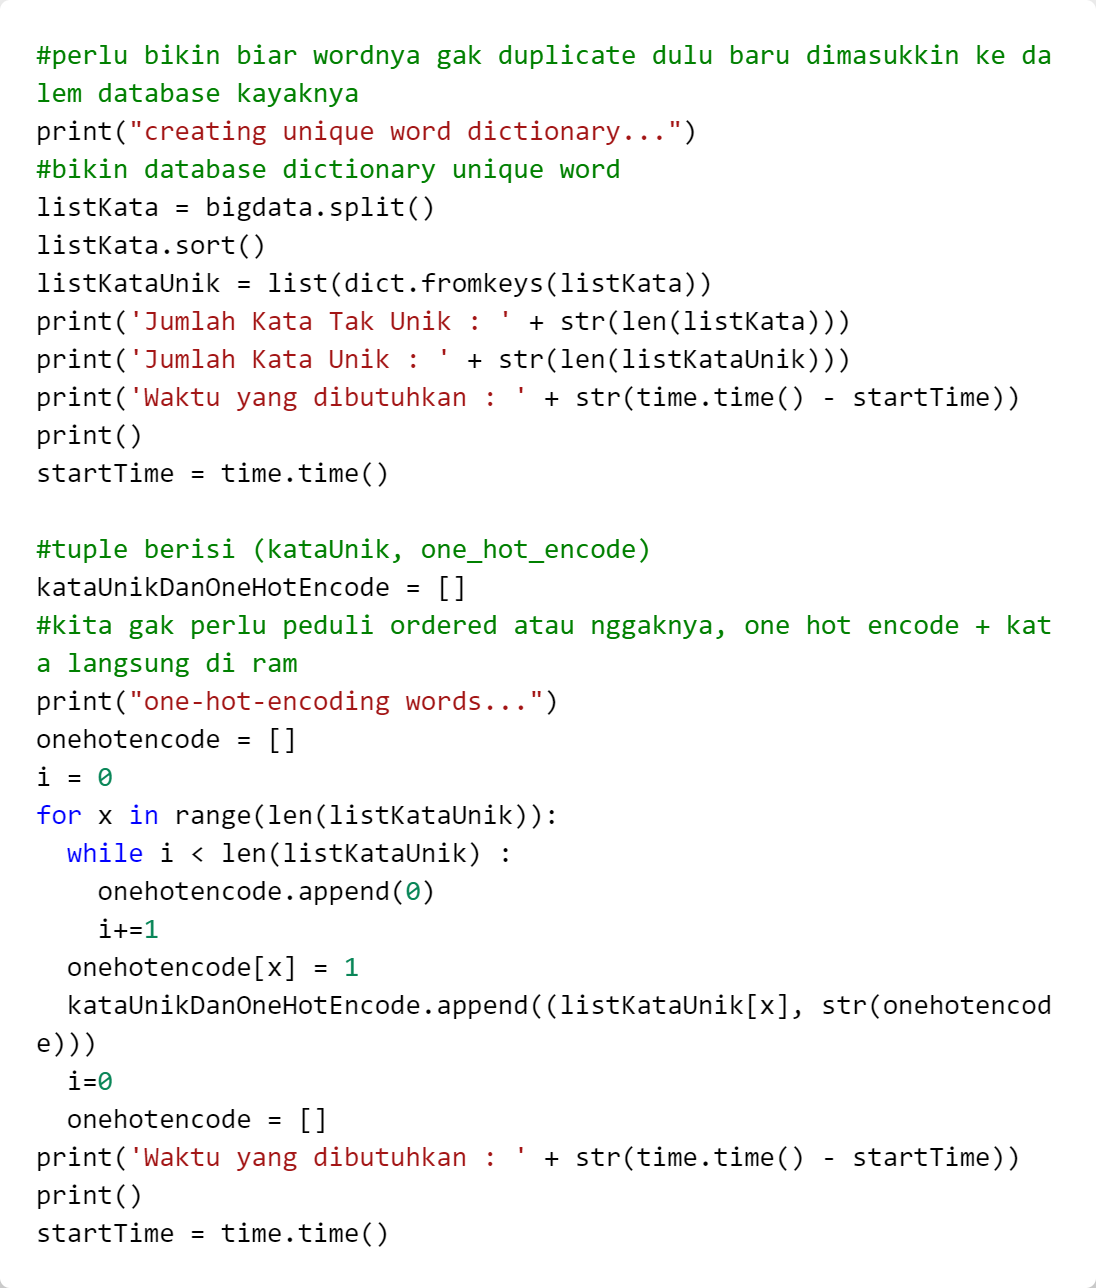 #perlu bikin biar wordnya gak duplicate dulu baru dimasukkin ke da
lem database kayaknya
print("creating unique word dictionary...")
#bikin database dictionary unique word
listKata = bigdata.split()
listKata.sort()
listKataUnik = list(dict.fromkeys(listKata))
print('Jumlah Kata Tak Unik : ' + str(len(listKata)))
print('Jumlah Kata Unik : ' + str(len(listKataUnik)))
print('Waktu yang dibutuhkan : ' + str(time.time() - startTime))
print()
startTime = time.time()

#tuple berisi (kataUnik, one_hot_encode)
kataUnikDanOneHotEncode = []
#kita gak perlu peduli ordered atau nggaknya, one hot encode + kat
a langsung di ram
print("one-hot-encoding words...")
onehotencode = []
i = 0
for x in range(len(listKataUnik)):
  while i < len(listKataUnik) :
    onehotencode.append(0)
    i+=1
  onehotencode[x] = 1
  kataUnikDanOneHotEncode.append((listKataUnik[x], str(onehotencod
e)))
  i=0
  onehotencode = []
print('Waktu yang dibutuhkan : ' + str(time.time() - startTime))
print()
startTime = time.time()